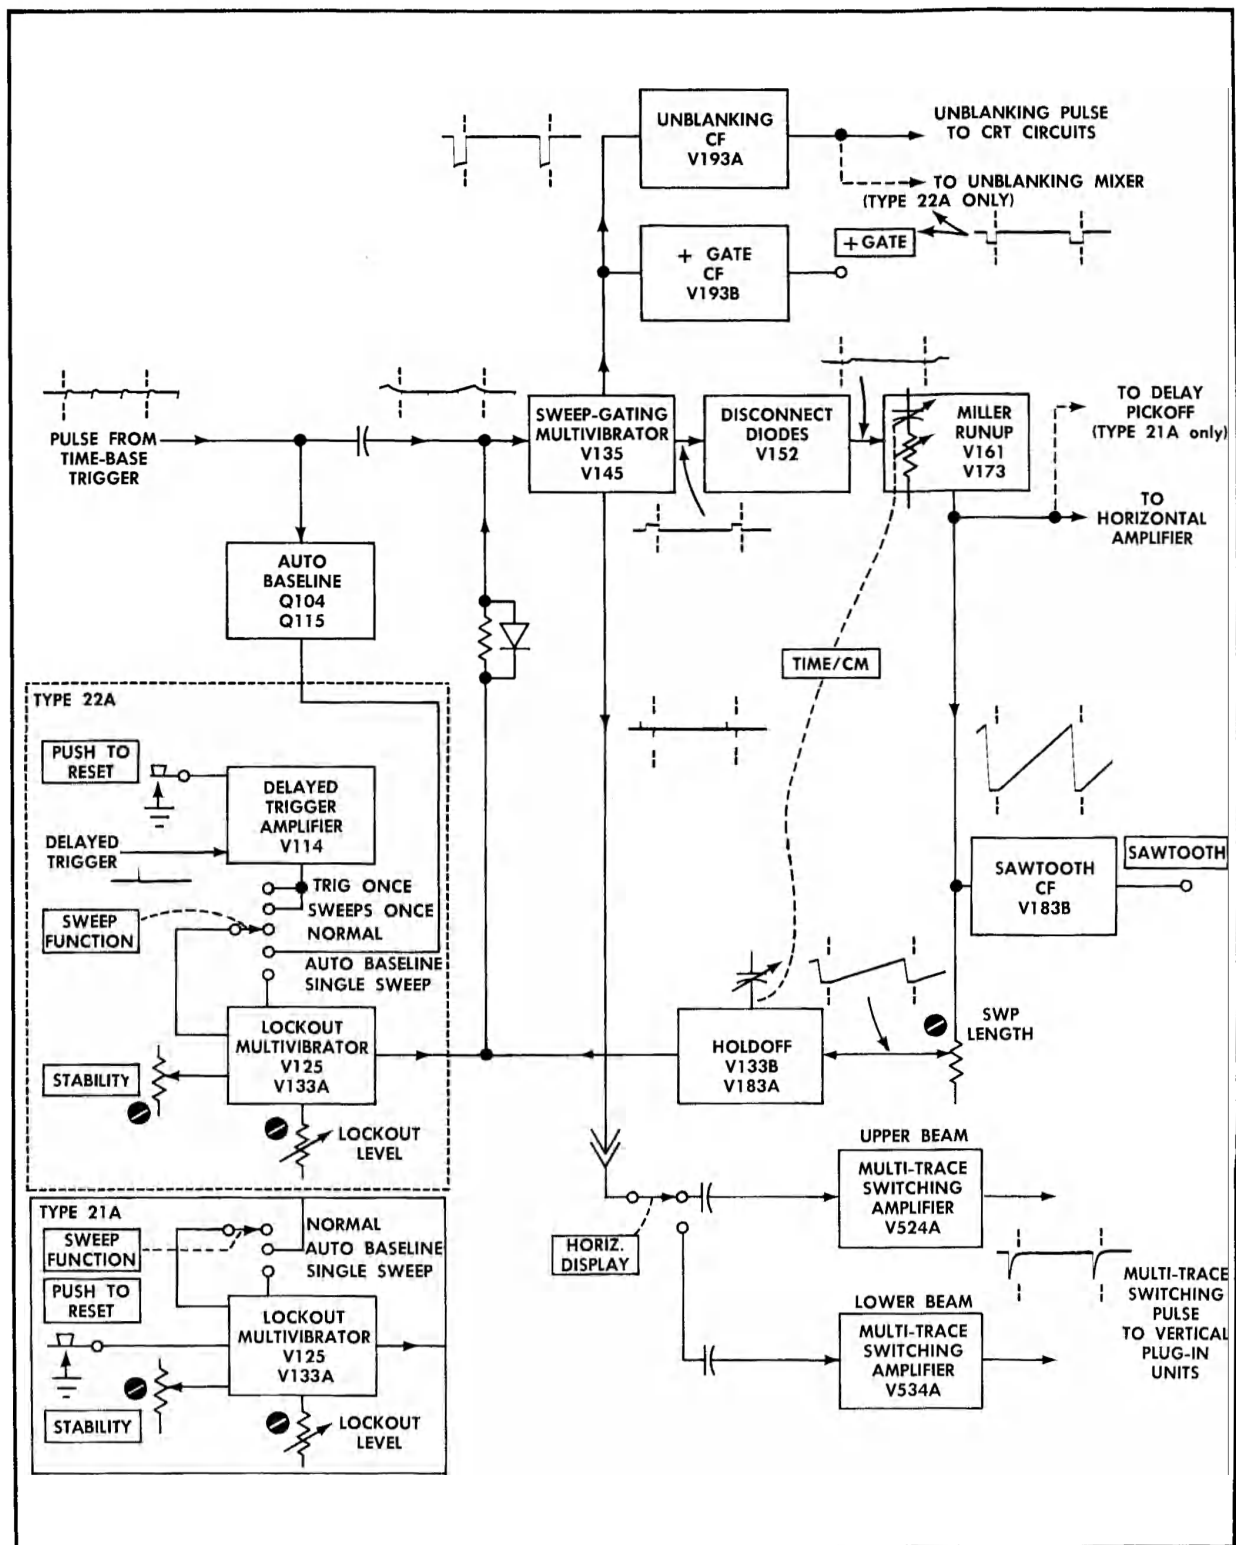 UNBLANKING
CF
V193A
UNBLANKING PULSE
TO CRT CIRCUITS
TO UNBLANKING MIXER
(TYPE 22A ONLY)
+ GATE
CF
V193B
+GATE
PULSE FROM
TIME-BASE
TRIGGER
SWEEP-GATING
MULTIVIBRATOR
V135
V145
DISCONNECT
DIODES
V152
MILLER
RUNUP
V161
V173
TO DELAY
PICKOFF
(TYPE 21A only)
TO
HORIZONTAL
AMPLIFIER
AUTO
BASELINE
Q104
Q115
TIME/CM
TYPE 22A
PUSH TO
RESET
DELAYED
TRIGGER
AMPLIFIER
V114
DELAYED
TRIGGER
TRIG ONCE
SWEEPS ONCE
NORMAL
AUTO BASELINE
SINGLE SWEEP
SWEEP
FUNCTION
LOCKOUT
MULTIVIBRATOR
V125
V133A
STABILITY
LOCKOUT
LEVEL
SAWTOOTH
CF
V183B
SAWTOOTH
SWP
LENGTH
HOLDOFF
V133B
V183A
TYPE 21A
SWEEP
FUNCTION
NORMAL
AUTO BASELINE
SINGLE SWEEP
PUSH TO
RESET
LOCKOUT
MULTIVIBRATOR
V125
V133A
STABILITY
LOCKOUT
LEVEL
HORIZ.
DISPLAY
UPPER BEAM
MULTI-TRACE
SWITCHING
AMPLIFIER
V524A
LOWER BEAM
MULTI-TRACE
SWITCHING
AMPLIFIER
V534A
MULTI-TRACE
SWITCHING
PULSE
TO VERTICAL
PLUG-IN
UNITS